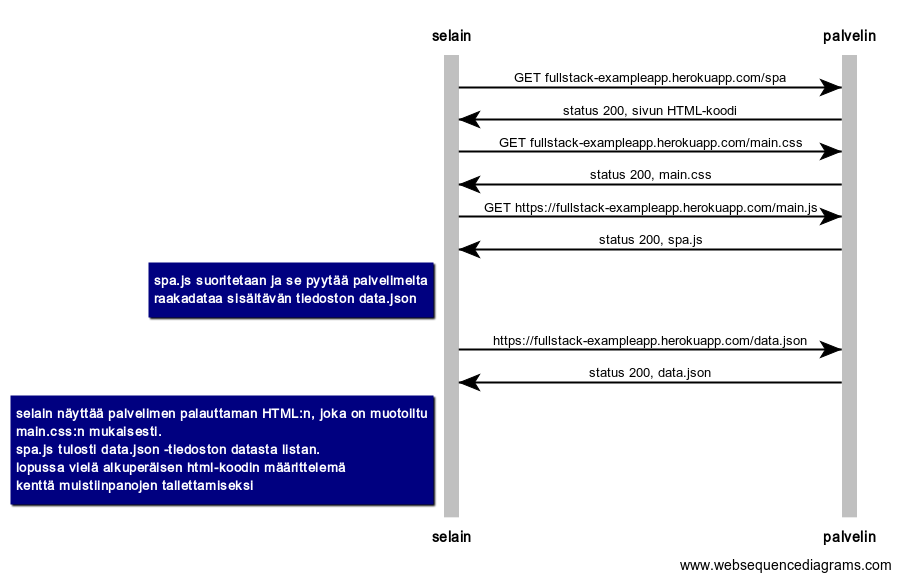 selain palvelin
GET fullstack-exampleapp.herokuapp.com/spa
status 200, sivun HTML-koodi
GET fullstack-exampleapp.herokuapp.com/main.css
status 200, main.css
GET https://fullstack-exampleapp.herokuapp.com/main.js
status 200, spa.js
spa.js suoritetaan ja se pyytää palvelimelta
raakadataa sisältävän tiedoston data.json
https://fullstack-exampleapp.herokuapp.com/data.json
status 200, data.json
selain näyttää palvelimen palauttaman HTML:n, joka on muotoiltu
main.css:n mukaisesti.
spa.js tulosti data.json -tiedoston datasta listan.
lopussa vielä alkuperäisen html-koodin määrittelemä
kenttä muistiinpanojen tallettamiseksi
selain palvelin
www.websequencediagrams.com